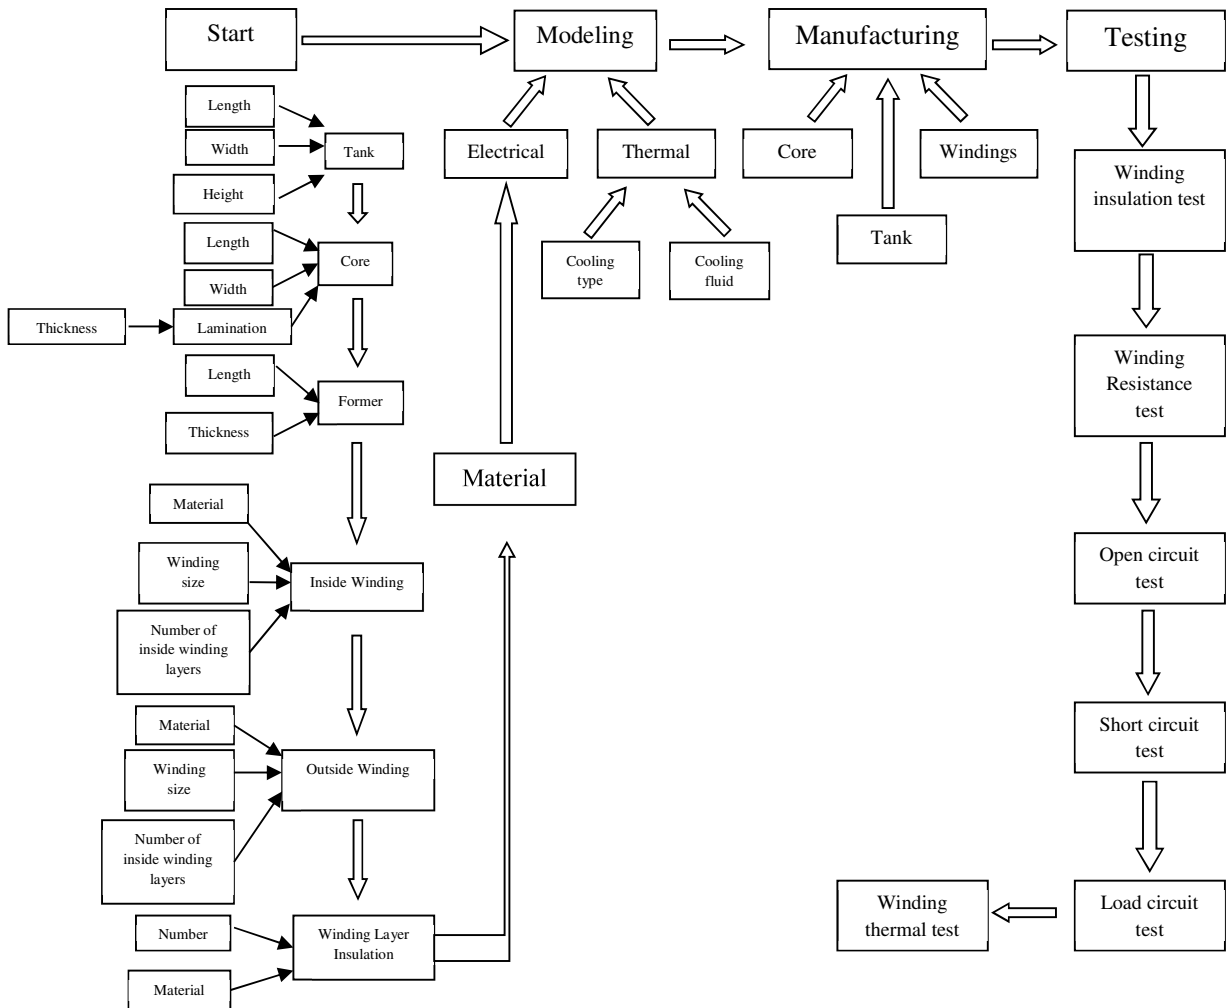 Start
Modeling
Manufacturing
Testing
Length
Width
Height
Tank
Electrical
Thermal
Core
Windings
Tank
Winding
insulation test
Length
Width
Thickness
Lamination
Core
Cooling
type
Cooling
fluid
Length
Thickness
Former
Winding
Resistance
test
Material
Material
Winding
size
Number of
inside winding
layers
Inside Winding
Open circuit
test
Material
Winding
size
Number of
inside winding
layers
Outside Winding
Short circuit
test
Number
Material
Winding Layer
Insulation
Winding
thermal test
Load circuit
test